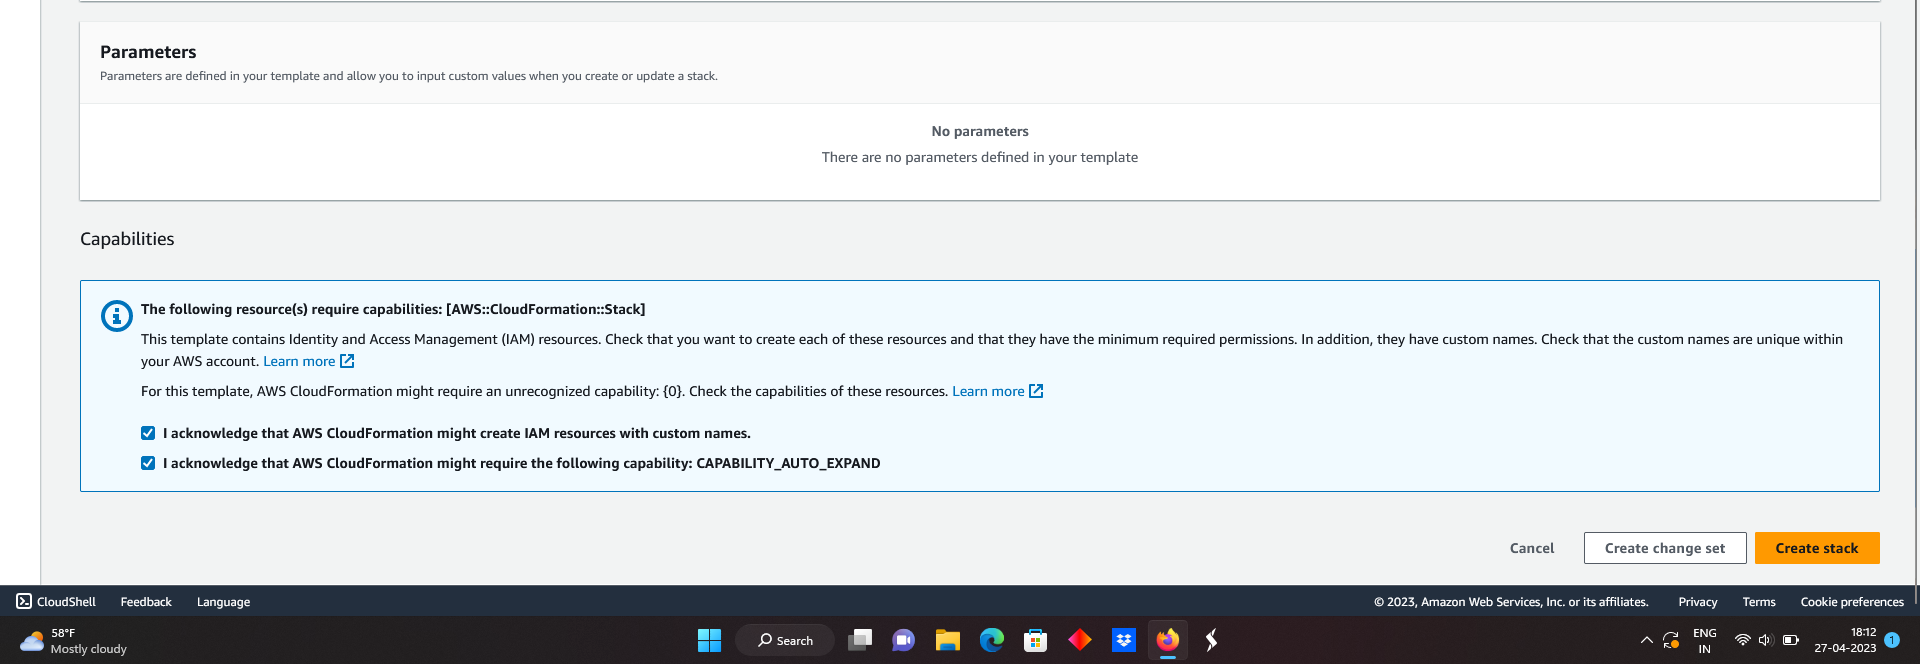 Parameters
Parameters are defined in your template and allow you to input custom values when you create or update a stack.
No parameters
There are no parameters defined in your template
Capabilities
The following resource(s) require capabilities: [AWS::CloudFormation::Stack]
This template contains Identity and Access Management (IAM) resources. Check that you want to create each of these resources and that they have the minimum required permissions. In addition, they have custom names. Check that the custom names are unique within
your AWS account. Learn more
For this template, AWS CloudFormation might require an unrecognized capability: {0}. Check the capabilities of these resources. Learn more
I acknowledge that AWS CloudFormation might create IAM resources with custom names.
I acknowledge that AWS CloudFormation might require the following capability: CAPABILITY_AUTO_EXPAND
Cancel Create change set Create stack
CloudShell Feedback Language © 2023, Amazon Web Services, Inc. or its affiliates. Privacy Terms Cookie preferences
58°F
Mostly cloudy
Search
ENG
IN
18:12
27-04-2023
1